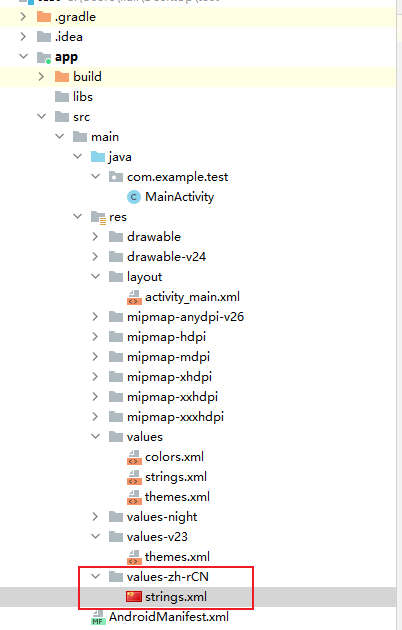 .gradle
.idea
app
build
libs
src
main
java
com.example.test
C MainActivity
res
drawable
drawable-v24
layout
activity_main.xml
mipmap-anydpi-v26
mipmap-hdpi
mipmap-mdpi
mipmap-xhdpi
mipmap-xxhdpi
mipmap-xxxhdpi
values
colors.xml
strings.xml
themes.xml
values-night
values-v23
themes.xml
values-zh-rCN
strings.xml
MF AndroidManifest.xml